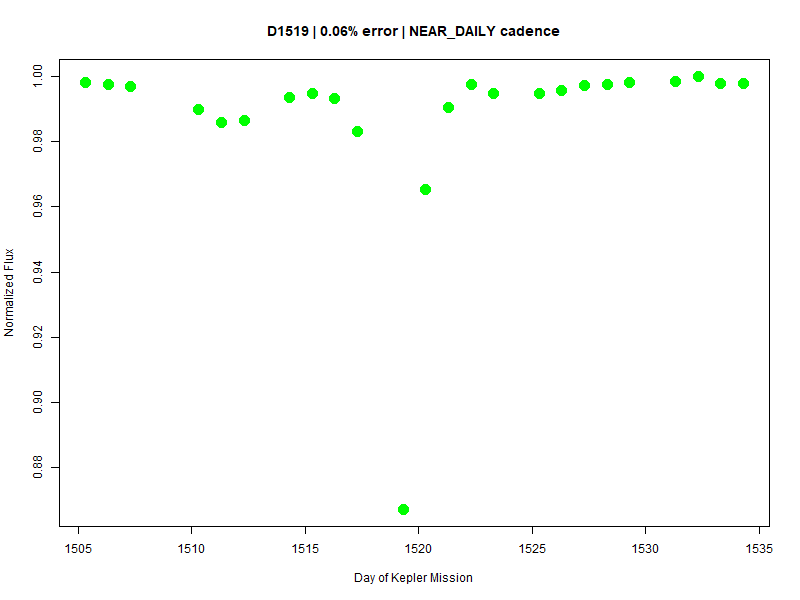 D1519 | 0.06% error | NEAR_DAILY cadence
1.00
0.98
0.96
0.94
0.92
0.90
0.88
Normalized Flux
1505 1510 1515 1520 1525 1530 1535
Day of Kepler Mission